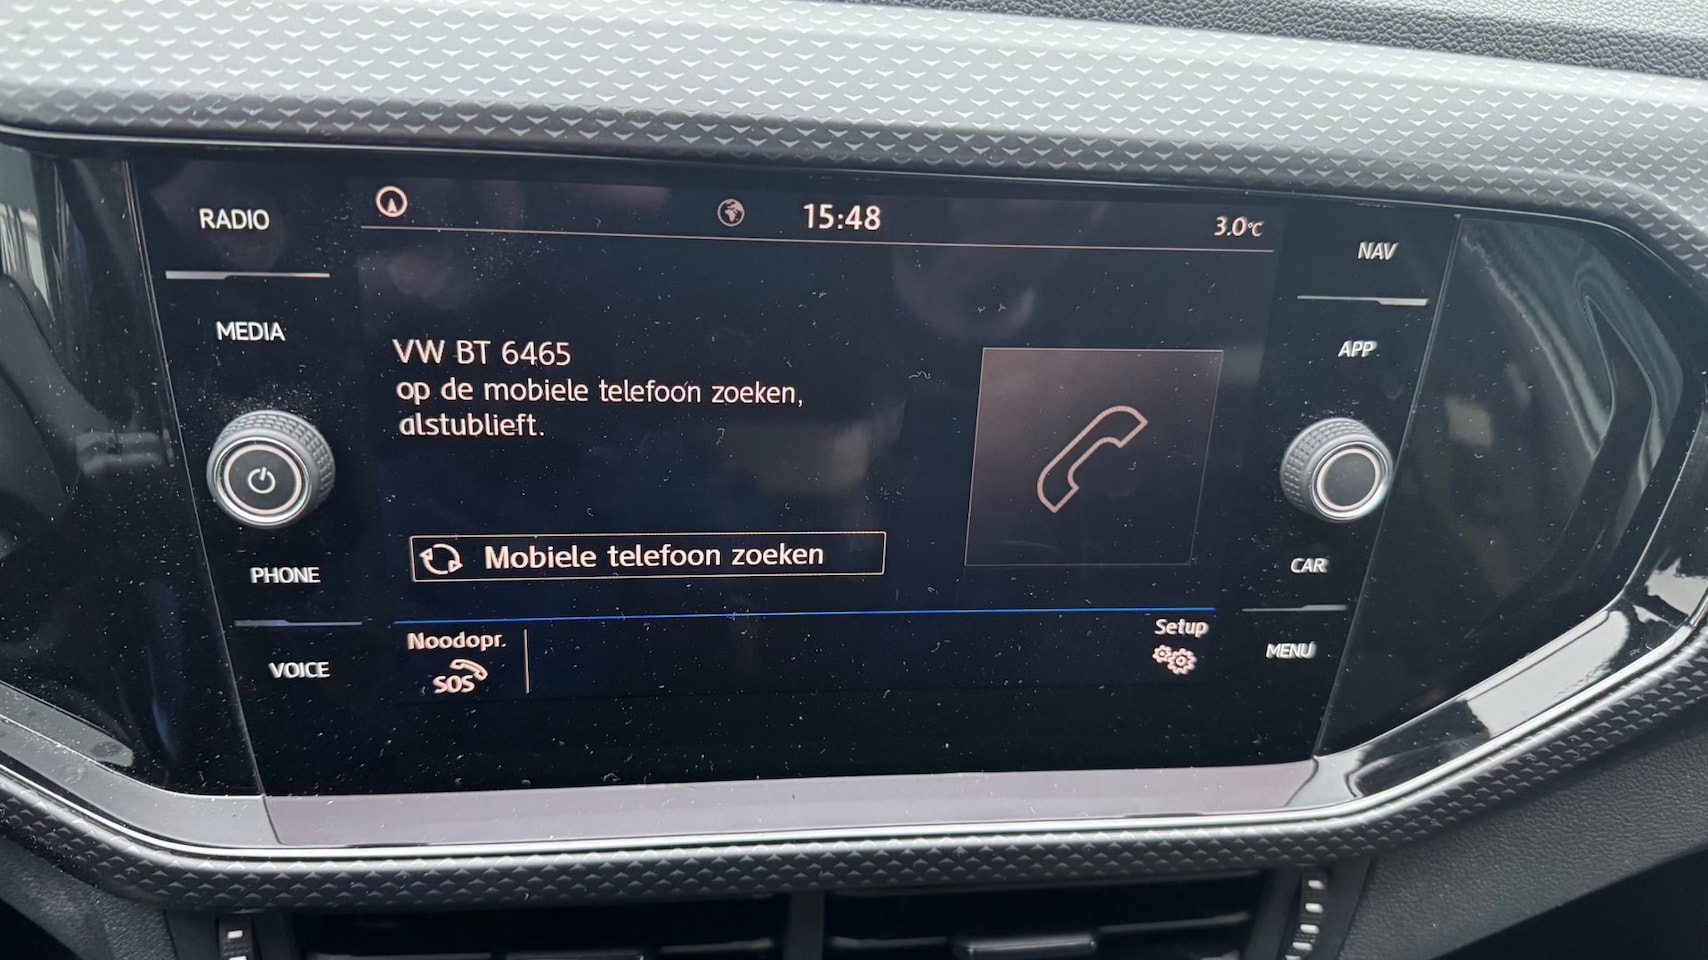 RADIO
MEDIA
PHONE
VOICE
15:48
3.0°C
VW BT 6465
op de mobiele telefoon zoeken,
alstublieft.
Mobiele telefoon zoeken
Noodopr.
SOS
Setup
NAV
APP
CAR
MENU